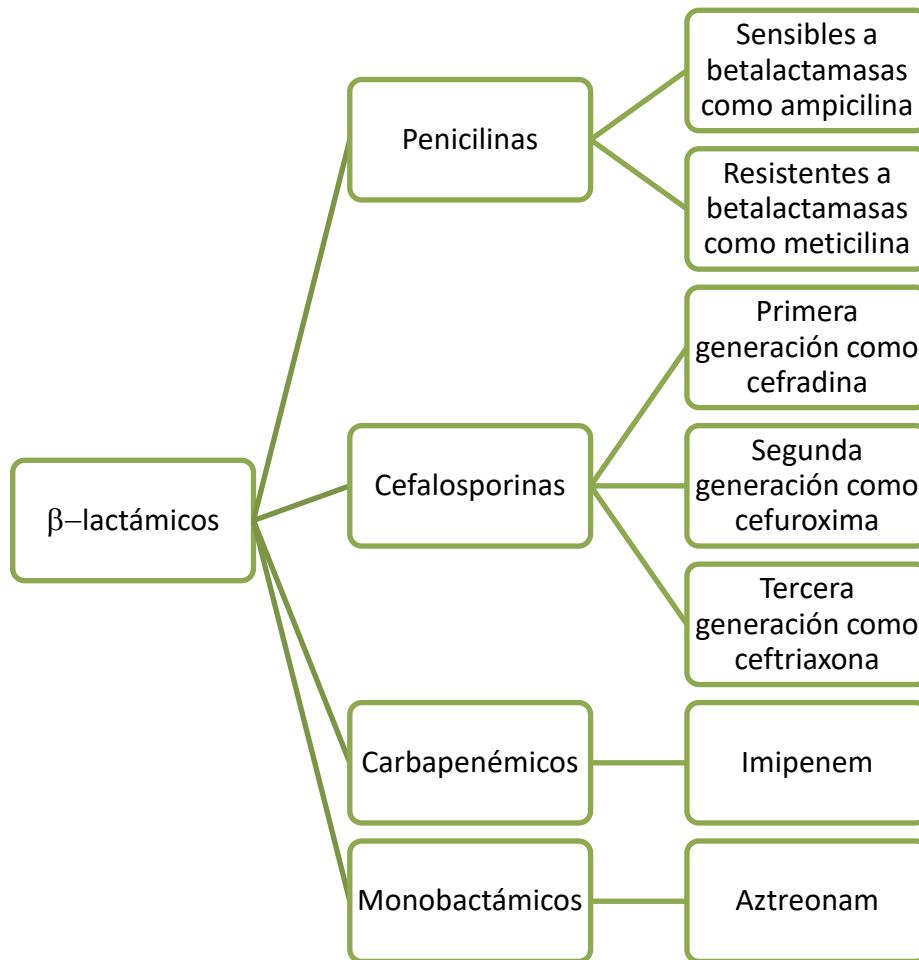 β–lactámicos
Penicilinas
Sensibles a
betalactamasas
como ampicilina
Resistentes a
betalactamasas
como meticilina
Cefalosporinas
Primera
generación como
cefradina
Segunda
generación como
cefuroxima
Tercera
generación como
ceftriaxona
Carbapenémicos
Imipenem
Monobactámicos
Aztreonam